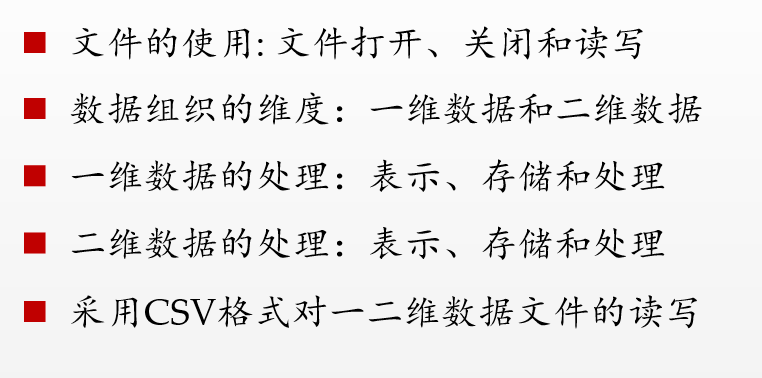 文件的使用: 文件打开、关闭和读写
数据组织的维度：一维数据和二维数据
一维数据的处理：表示、存储和处理
二维数据的处理：表示、存储和处理
采用CSV格式对一二维数据文件的读写